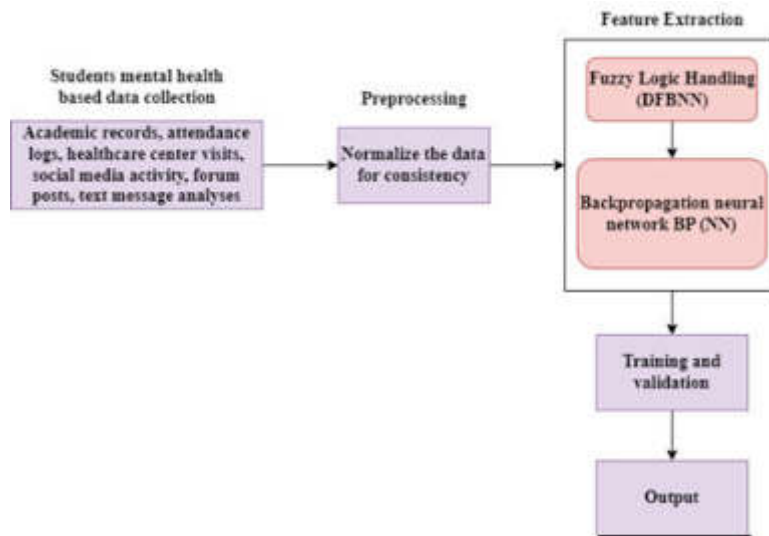 Feature Extraction
Students mental health
based data collection
Academic records, attendance
logs, healthcare center visits,
social media activity, forum
posts, text message analyses
Preprocessing
Normalize the data
for consistency
Fuzzy Logic Handling
(DFBNN)
Backpropagation neural
network BP (NN)
Training and
validation
Output